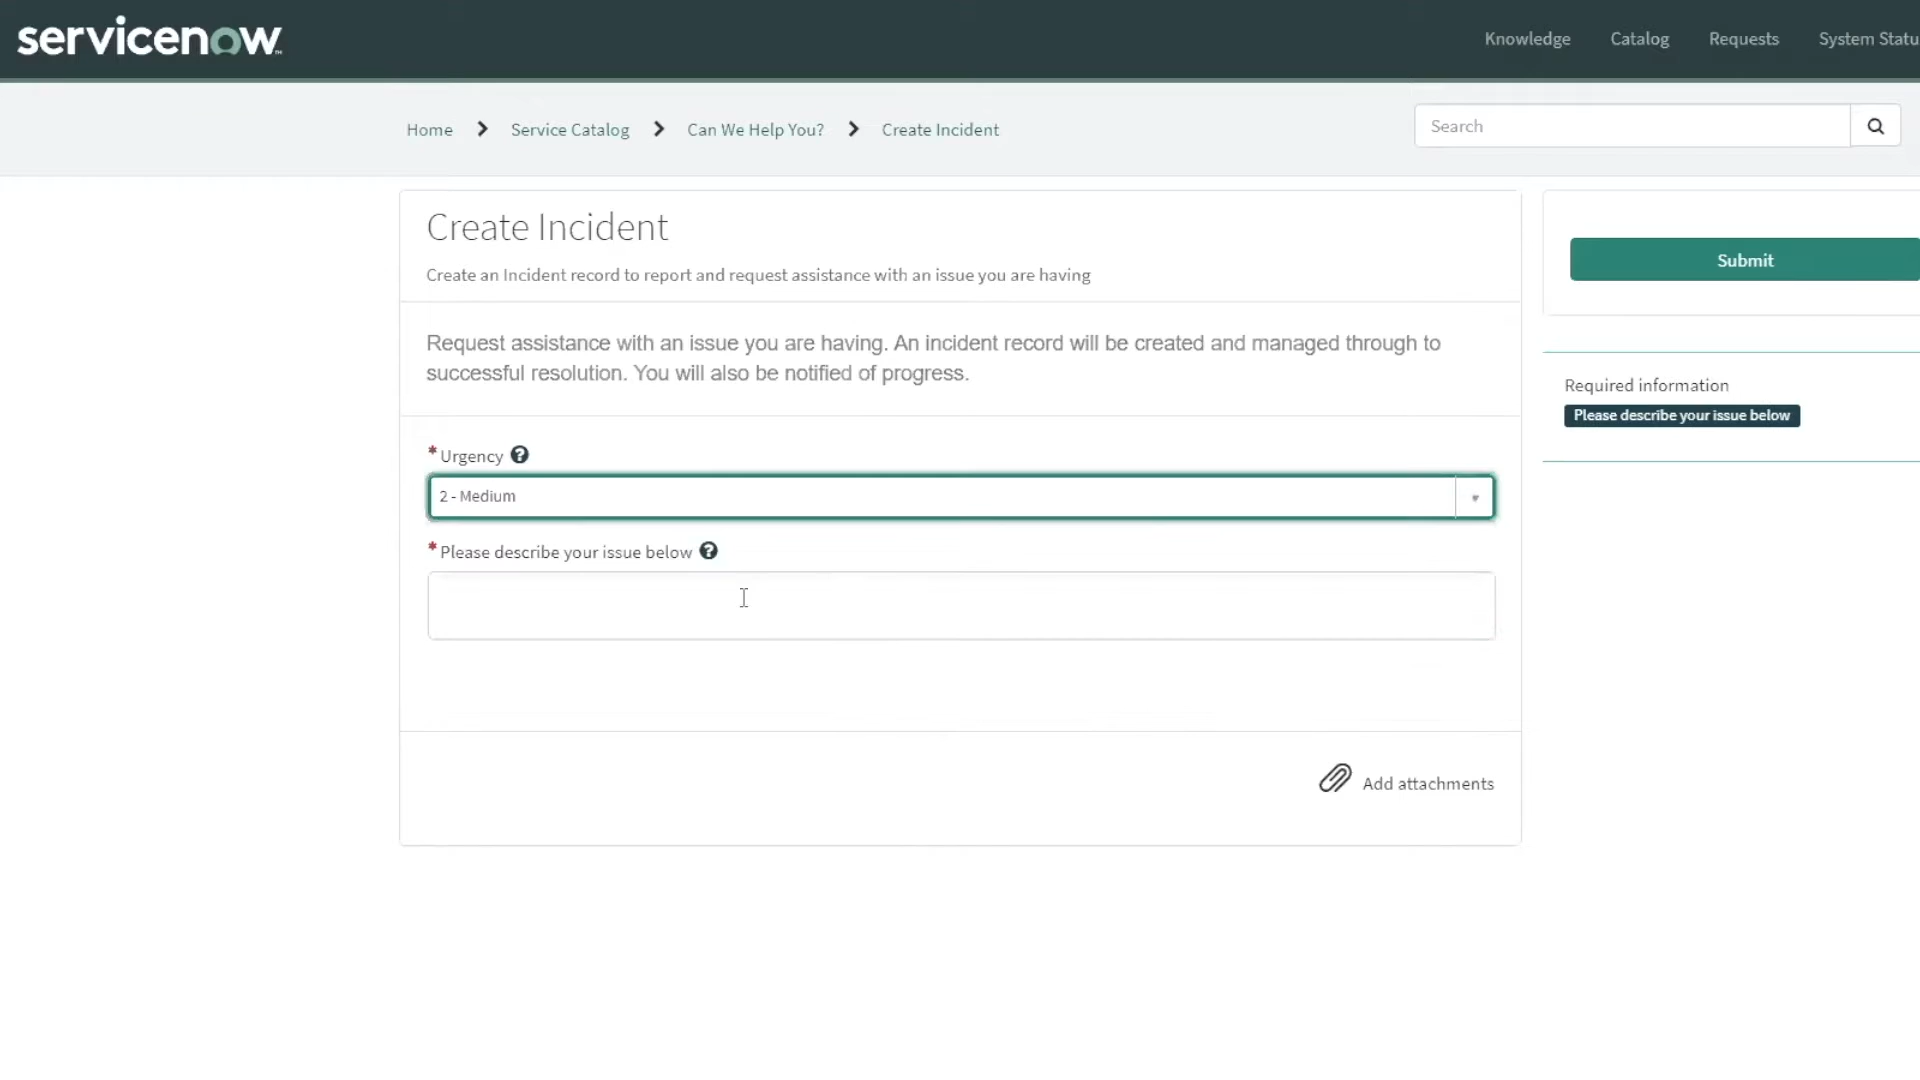 servicenow
Knowledge
Catalog
Requests
System Statu
Home
Service Catalog
Can We Help You?
Create Incident
Search
Create Incident
Create an Incident record to report and request assistance with an issue you are having
Submit
Request assistance with an issue you are having. An incident record will be created and managed through to
successful resolution. You will also be notified of progress.
Required information
Please describe your issue below
* Urgency ?
2 - Medium
* Please describe your issue below ?
Add attachments